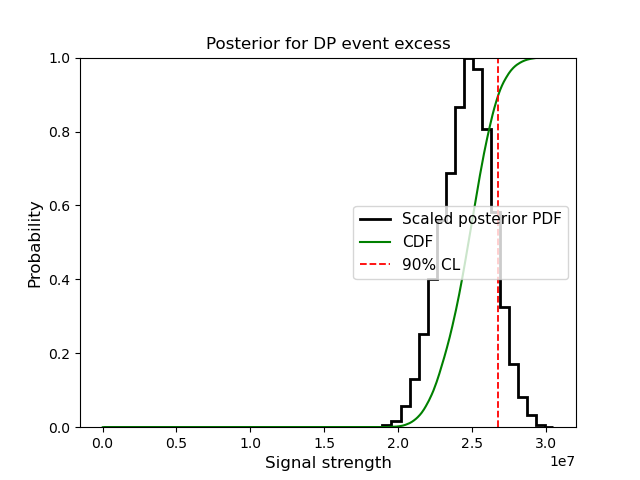 Posterior for DP event excess
Probability
1.0
0.8
0.6
0.4
0.2
0.0
Scaled posterior PDF
CDF
90% CL
0.0 0.5 1.0 1.5 2.0 2.5 3.0
1e7
Signal strength